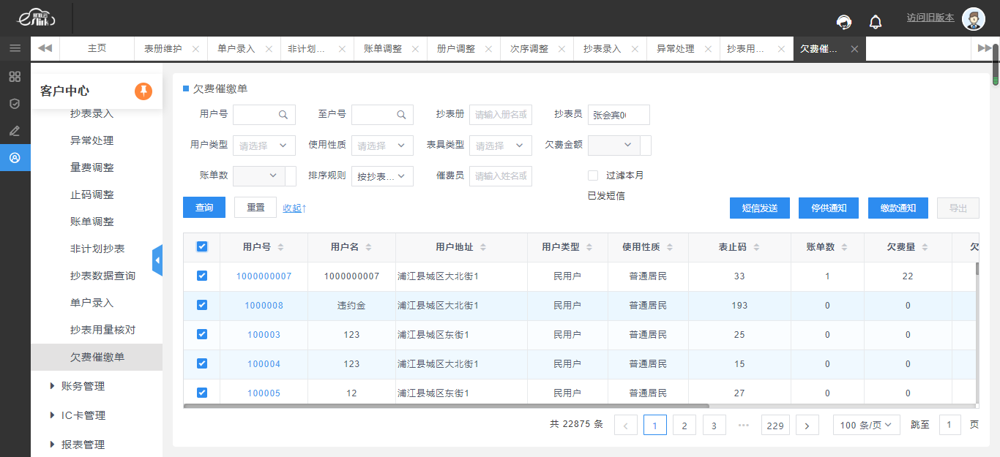 易联云
eslink
访问旧版本
主页 表册维护 单户录入 非计划... 账单调整 册户调整 次序调整 抄表录入 异常处理 抄表用... 欠费催...
客户中心
抄表录入
异常处理
量费调整
止码调整
账单调整
非计划抄表
抄表数据查询
单户录入
抄表用量核对
欠费催缴单
账务管理
IC卡管理
报表管理
欠费催缴单
用户号 至户号 抄表册 请输入册名或 抄表员 张会宾0
用户类型 请选择 使用性质 请选择 表具类型 请选择 欠费金额
账单数 排序规则 按抄表... 催费员 请输入姓名或 过滤本月
已发短信
查询 重置 收起↑ 短信发送 停供通知 缴款通知 导出
用户号 用户名 用户地址 用户类型 使用性质 表止码 账单数 欠费量 欠
1000000007 1000000007 浦江县城区大北街1 民用户 普通居民 33 1 22
1000008 违约金 浦江县城区大北街1 民用户 普通居民 193 0 0
100003 123 浦江县城区东街1 民用户 普通居民 25 0 0
100004 123 浦江县城区大北街1 民用户 普通居民 15 0 0
100005 12 浦江县城区东街1 民用户 普通居民 27 0 0
共 22875 条 < 1 2 3 ••• 229 > 100 条/页 跳至 1 页